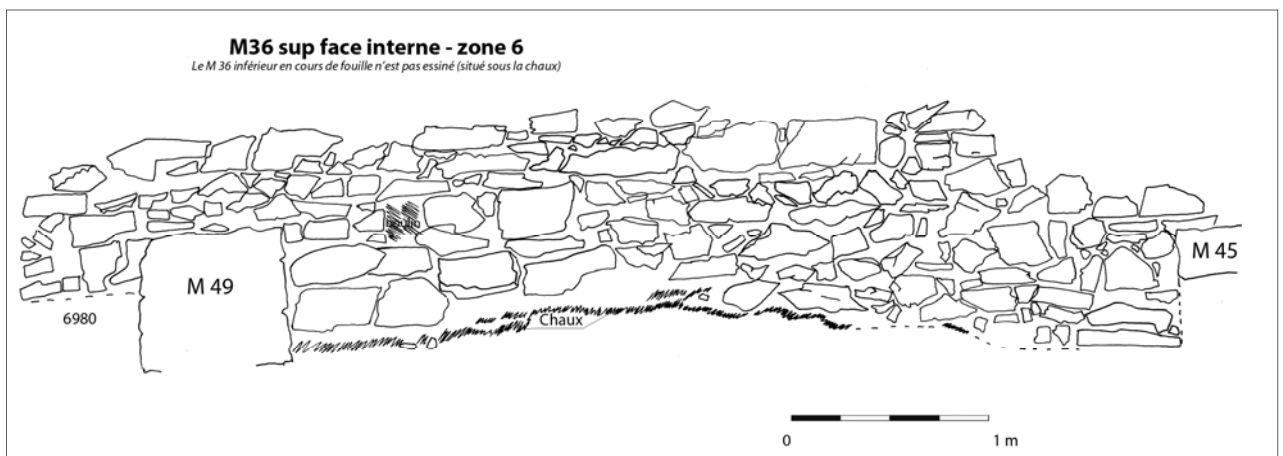 M36 sup face interne - zone 6
Le M 36 inférieur en cours de fouille n'est pas essiné (situé sous la chaux)
boulin
M 49
M 45
6980
Chaux
0 1 m